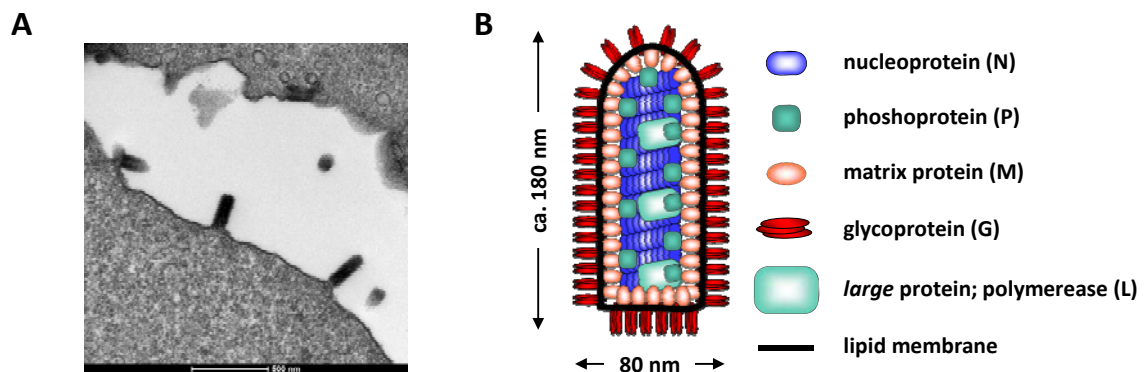 A
500 nm
B
ca. 180 nm
80 nm
nucleoprotein (N)
phoshoprotein (P)
matrix protein (M)
glycoprotein (G)
large protein; polymerease (L)
lipid membrane